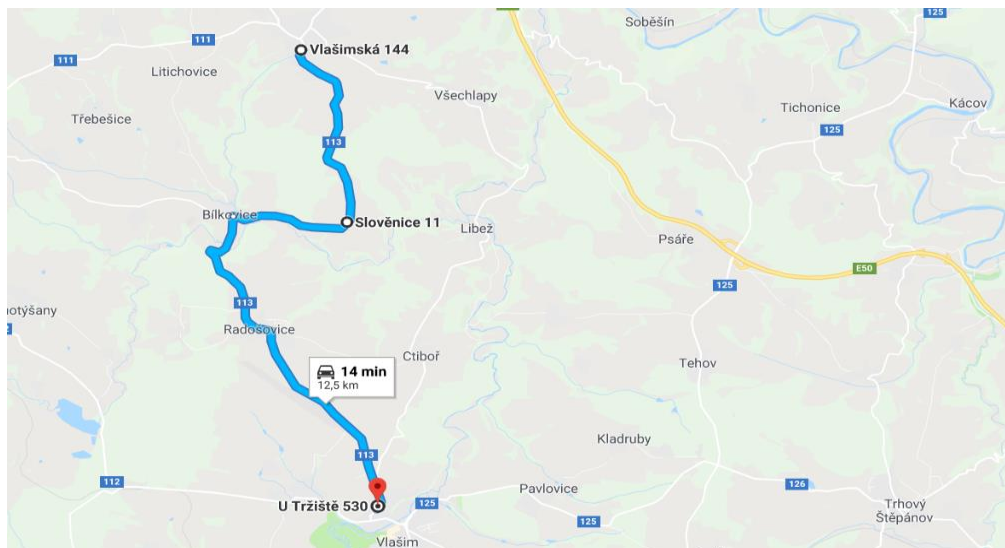 Soběšín
125
Vlašimská 144
111
111
Litichovice
Všechlapy
Tichonice
Kácov
Třebešice
125
113
Bílkovice
Slověnice 11
Libež
Psáře
E50
125
113
potýšany
Radošovice
Ctiboř
14 min
12,5 km
Tehov
Kladruby
113
112
126
Pavlovice
U Tržiště 530
125
125
Trhový
Štěpánov
Vlašim